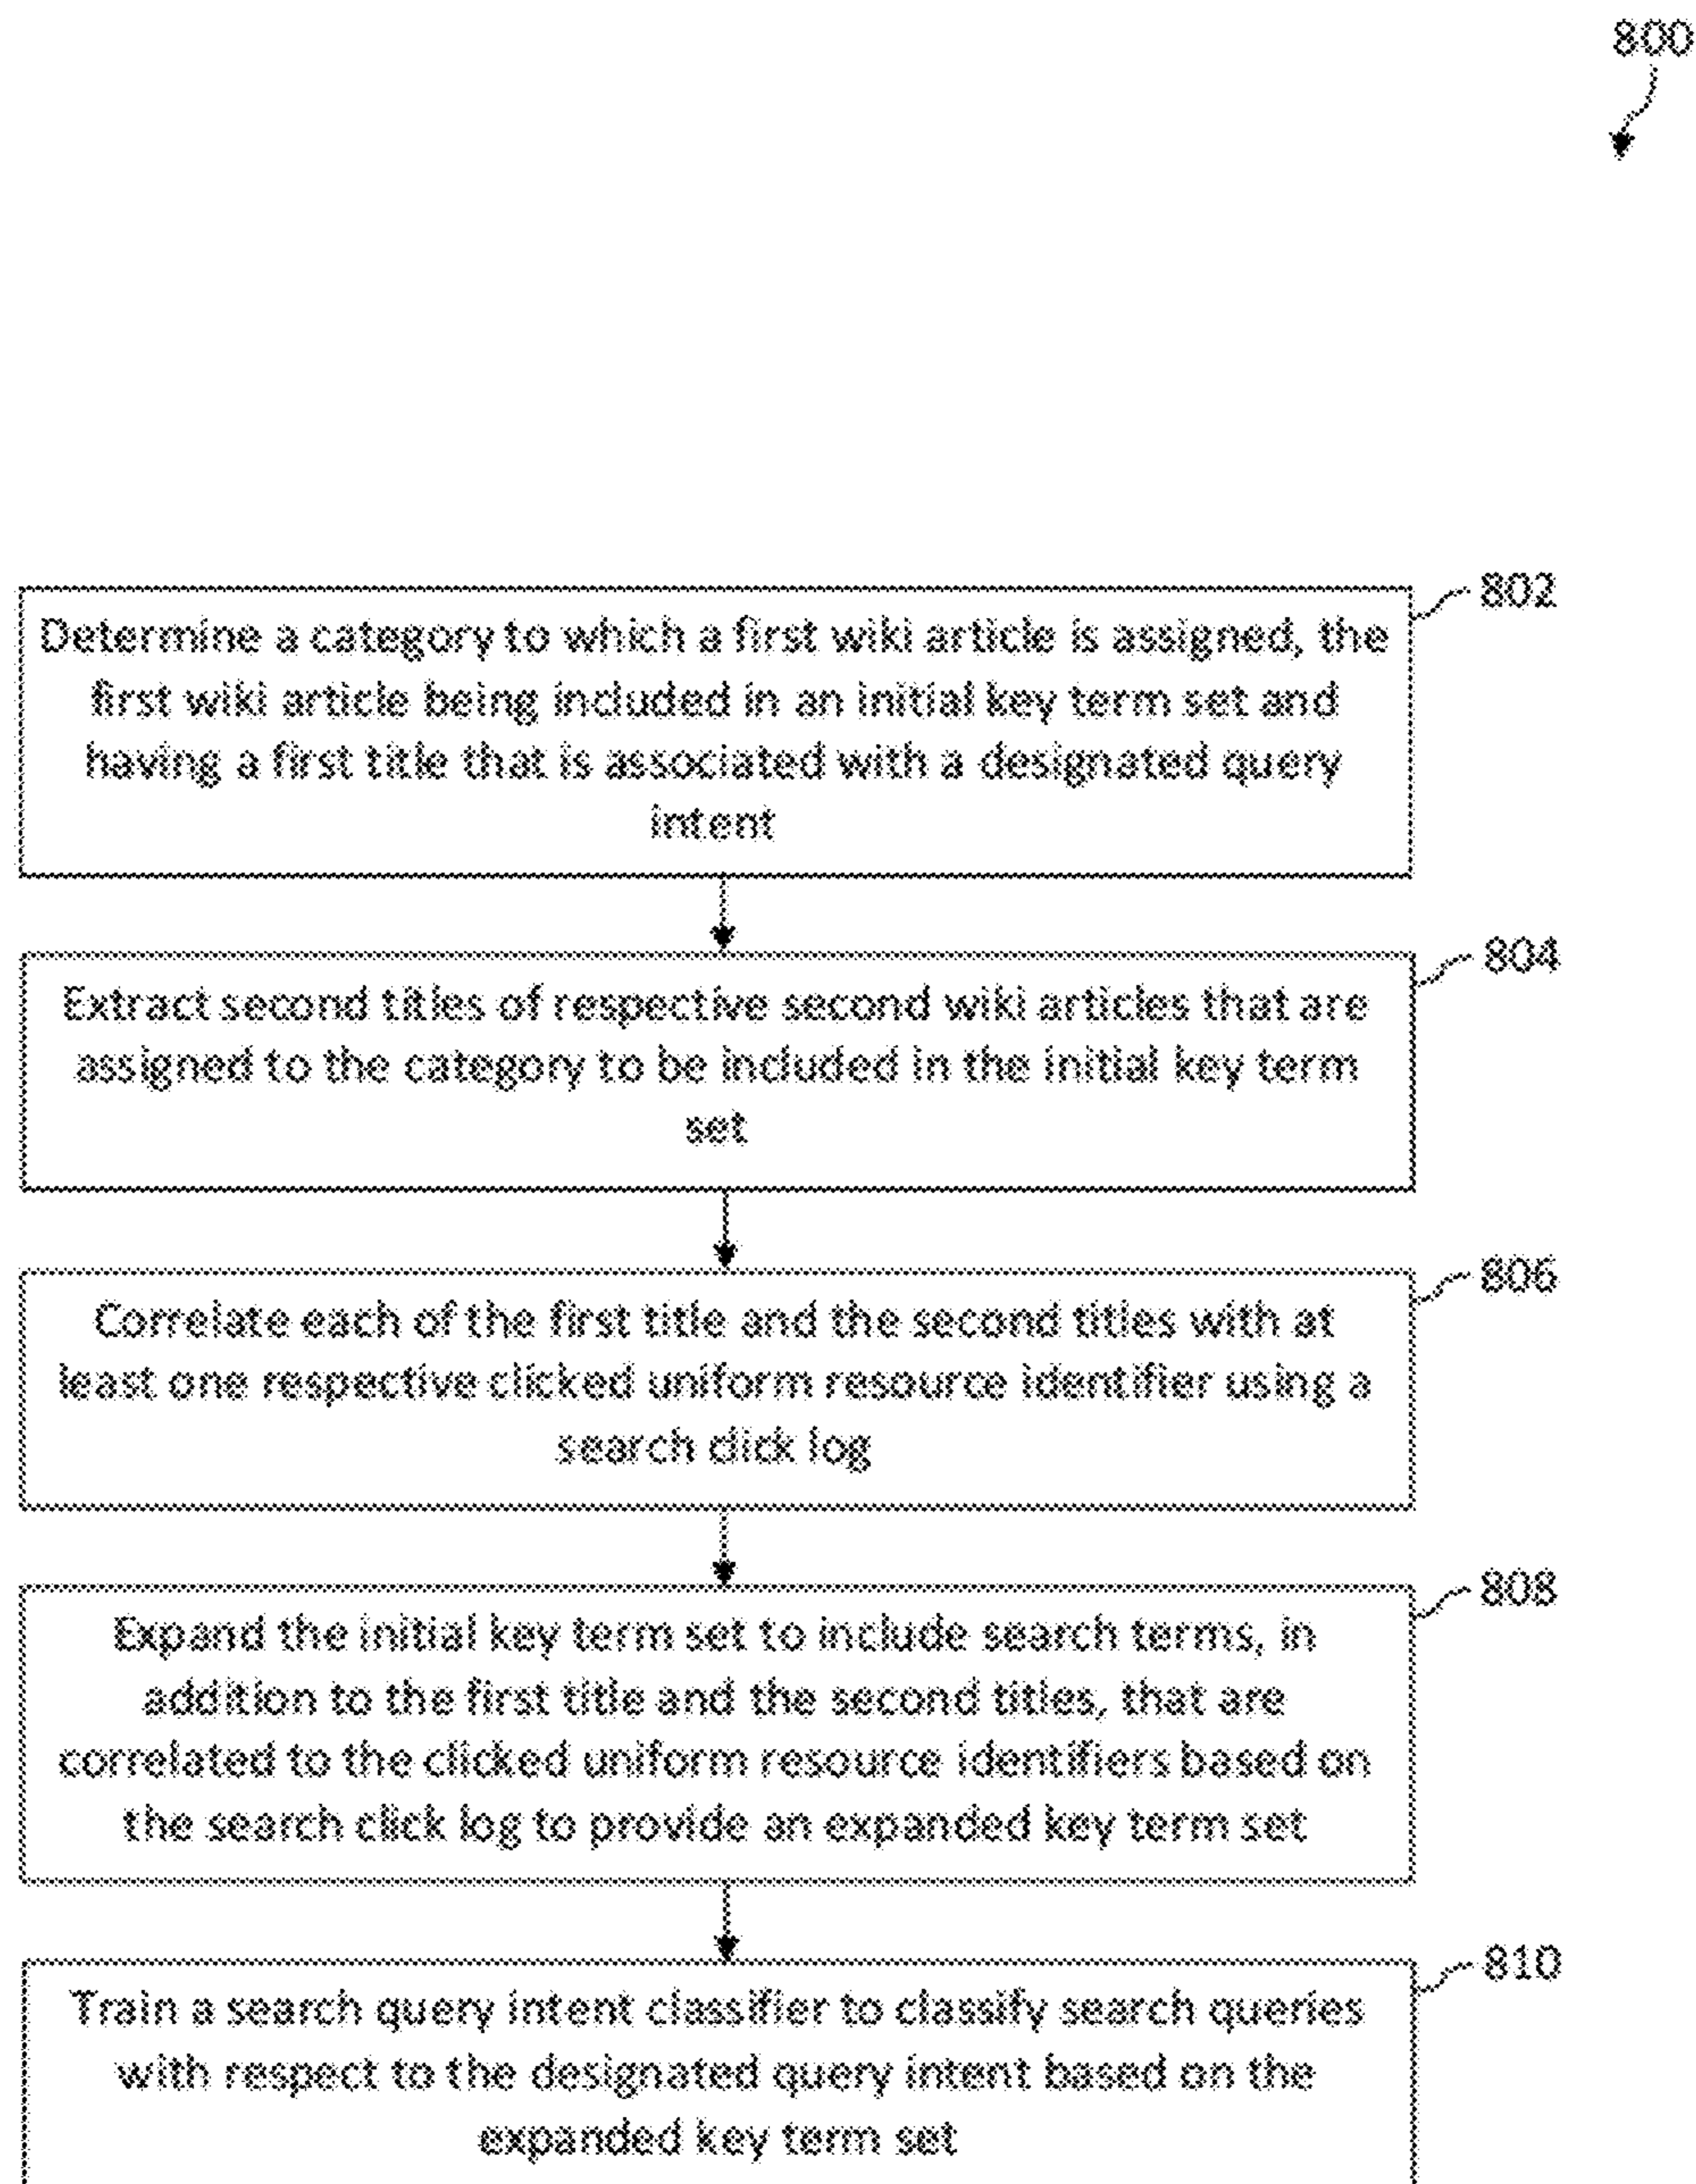 800
802
Determine a category to which a first wiki article is assigned, the
first wiki article being included in an initial key term set and
having a first title that is associated with a designated query
intent
804
Extract second titles of respective second wiki articles that are
assigned to the category to be included in the initial key term
set
806
Correlate each of the first title and the second titles with at
least one respective clicked uniform resource identifier using a
search click log
808
Expand the initial key term set to include search terms, in
addition to the first title and the second titles, that are
correlated to the clicked uniform resource identifiers based on
the search click log to provide an expanded key term set
810
Train a search query intent classifier to classify search queries
with respect to the designated query intent based on the
expanded key term set